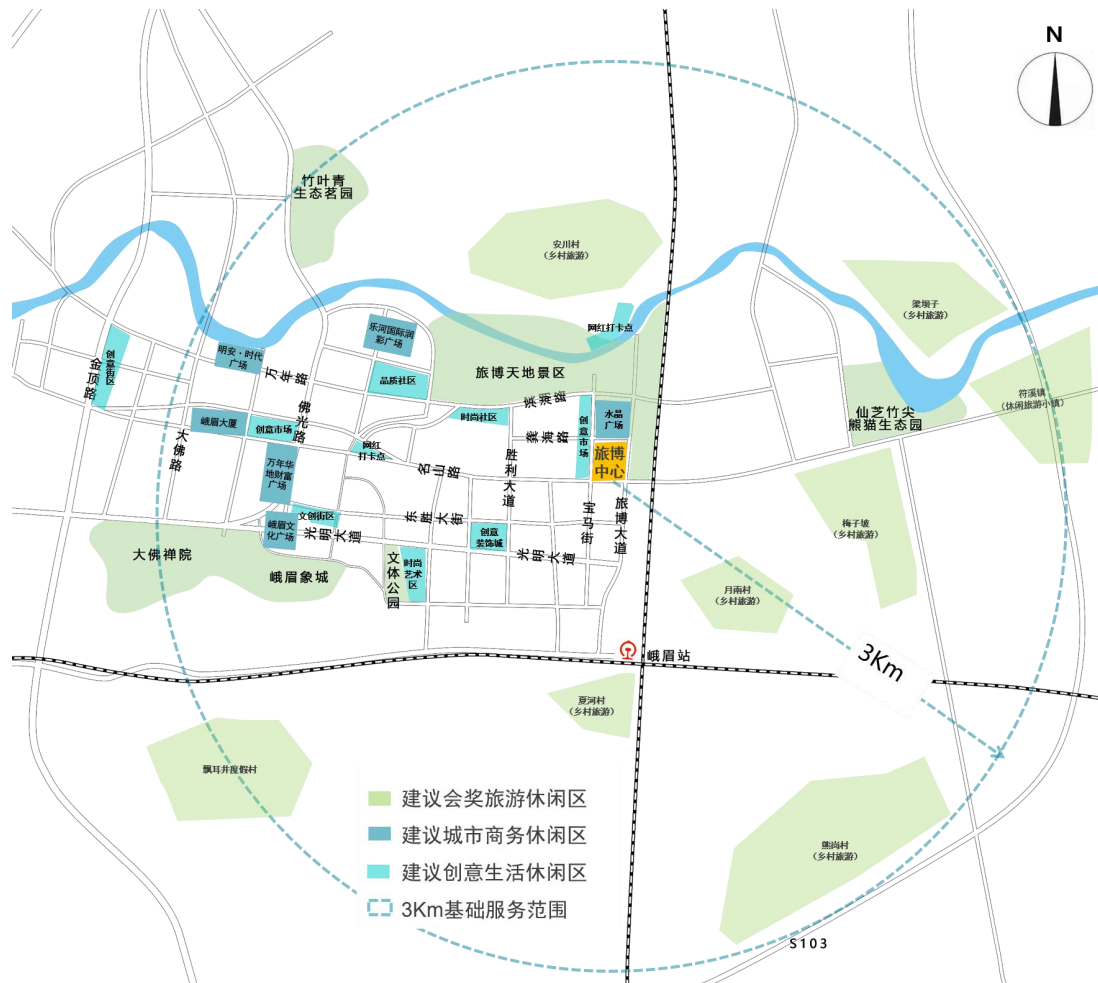 N
竹叶青
生态茗园
安川村
（乡村旅游）
梁坝子
（乡村旅游）
网红打卡点
乐河国际润
彩广场
明安·时代
广场
创意街区
金顶路
万年路
品质社区
旅博天地景区
符溪镇
（休闲旅游小镇）
仙芝竹尖
熊猫生态园
佛光路
时尚社区
滨湖路
水晶
广场
峨眉大厦
创意市场
龚海路
创意市场
大佛路
网红
打卡点
旅博
中心
万年华
地财富
广场
名山路
胜利大道
文创街区
东胜大街
宝马街
旅博大道
峨眉文
化广场
光明大道
创意
装饰城
光明大道
梅子坡
（乡村旅游）
大佛禅院
峨眉象城
文体公园
时尚
艺术
区
月南村
（乡村旅游）
峨眉站
3Km
夏河村
（乡村旅游）
飘耳井度假村
建议会奖旅游休闲区
建议城市商务休闲区
建议创意生活休闲区
3Km基础服务范围
熊岗村
（乡村旅游）
S103